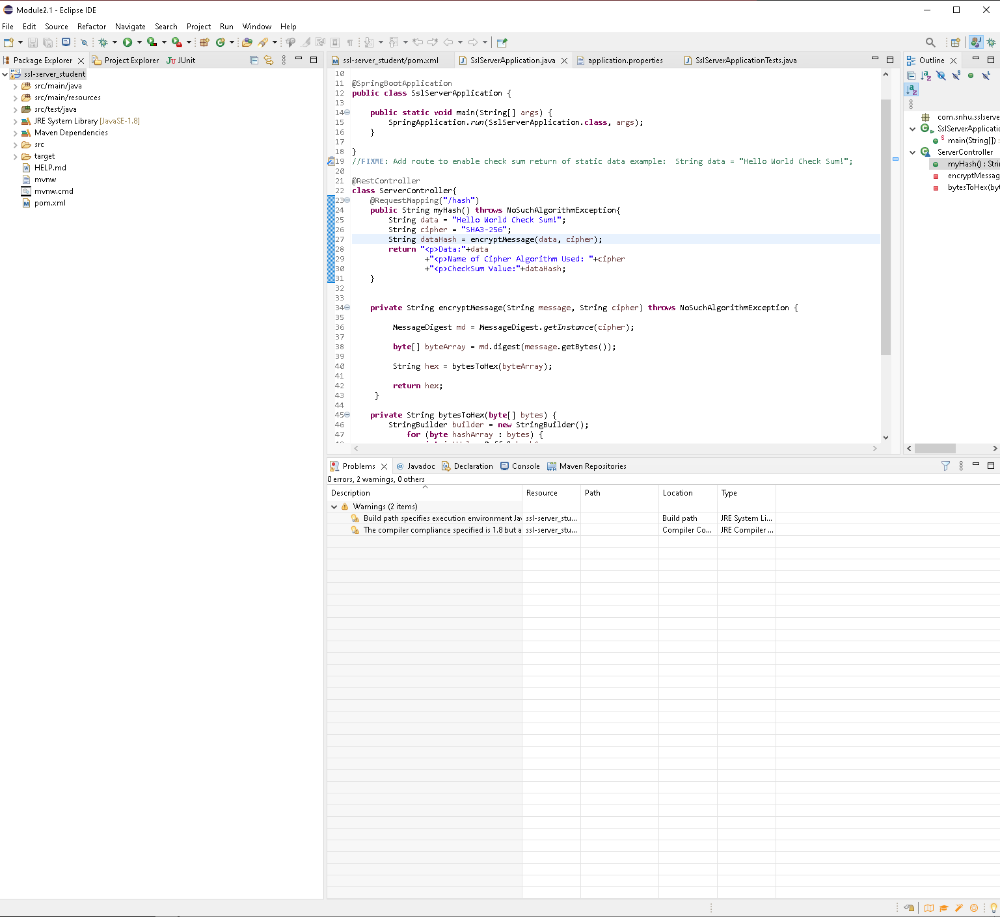 Module2.1 - Eclipse IDE
File Edit Source Refactor Navigate Search Project Run Window Help
Package Explorer Project Explorer JUnit
ssl-server_student
src/main/java
src/main/resources
src/test/java
JRE System Library [JavaSE-1.8]
Maven Dependencies
src
target
HELP.md
mvnw
mvnw.cmd
pom.xml
ssl-server_student/pom.xml SslServerApplication.java application.properties SslServerApplicationTests.java
10
11 @SpringBootApplication
12 public class SslServerApplication {
13
14 public static void main(String[] args) {
15 SpringApplication.run(SslServerApplication.class, args);
16 }
17
18 }
19 //FIXME: Add route to enable check sum return of static data example:  String data = "Hello World Check Sum!";
20
21 @RestController
22 class ServerController{
23 @RequestMapping("/hash")
24 public String myHash() throws NoSuchAlgorithmException{
25 String data = "Hello World Check Sum!";
26 String cipher = "SHA3-256";
27 String dataHash = encryptMessage(data, cipher);
28 return "<p>Data:"+data
29 +"<p>Name of Cipher Algorithm Used: "+cipher
30 +"<p>CheckSum Value:"+dataHash;
31 }
32
33
34 private String encryptMessage(String message, String cipher) throws NoSuchAlgorithmException {
35
36 MessageDigest md = MessageDigest.getInstance(cipher);
37
38 byte[] byteArray = md.digest(message.getBytes());
39
40 String hex = bytesToHex(byteArray);
41
42 return hex;
43 }
44
45 private String bytesToHex(byte[] bytes) {
46 StringBuilder builder = new StringBuilder();
47 for (byte hashArray : bytes) {
Outline
com.snhu.sslserve
SslServerApplicatio
main(String[]) :
ServerController
myHash() : Stri
encryptMessag
bytesToHex(byt
Problems Javadoc Declaration Console Maven Repositories
0 errors, 2 warnings, 0 others
Description Resource Path Location Type
Warnings (2 items)
Build path specifies execution environment Jav ssl-server_stu... Build path JRE System Li...
The compiler compliance specified is 1.8 but a ssl-server_stu... Compiler Co... JRE Compiler ...